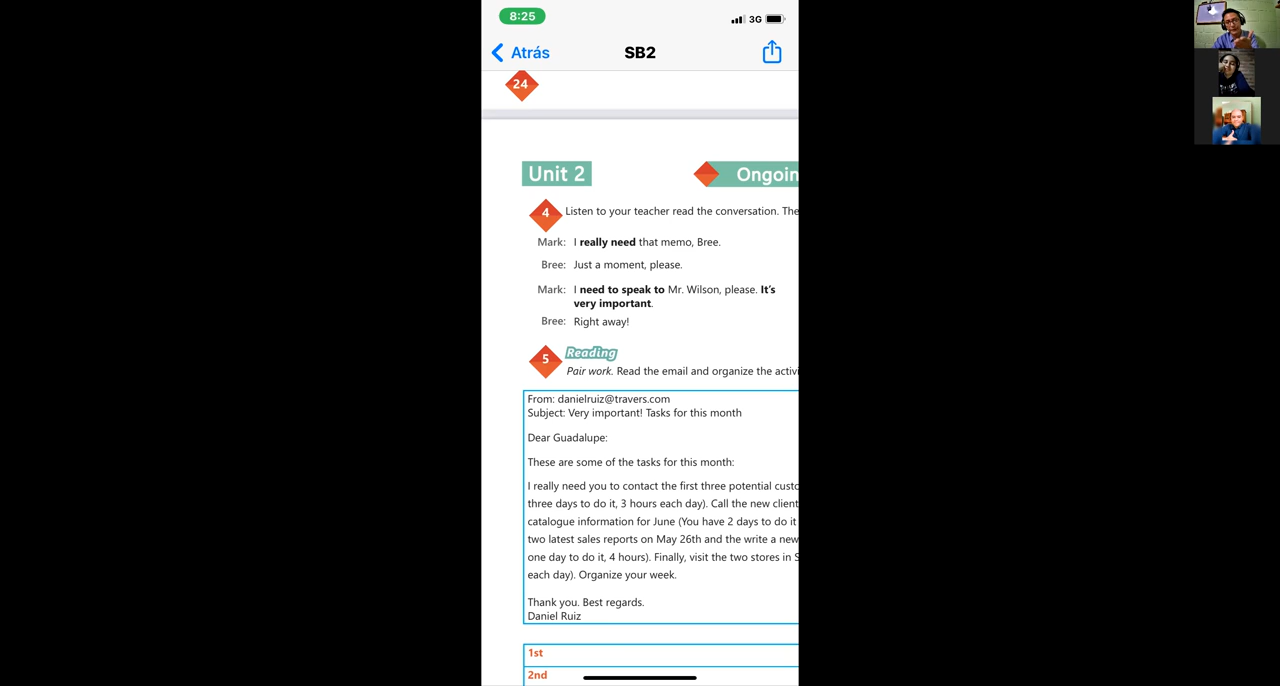 8:25
3G
Atrás
SB2
24
Unit 2
Ongoin
4 Listen to your teacher read the conversation. The
Mark: I really need that memo, Bree.
Bree: Just a moment, please.
Mark: I need to speak to Mr. Wilson, please. It's
very important.
Bree: Right away!
5 Reading
Pair work. Read the email and organize the activi
From: danielruiz@travers.com
Subject: Very important! Tasks for this month
Dear Guadalupe:
These are some of the tasks for this month:
I really need you to contact the first three potential custo
three days to do it, 3 hours each day). Call the new client
catalogue information for June (You have 2 days to do it
two latest sales reports on May 26th and the write a new
one day to do it, 4 hours). Finally, visit the two stores in S
each day). Organize your week.
Thank you. Best regards.
Daniel Ruiz
1st
2nd